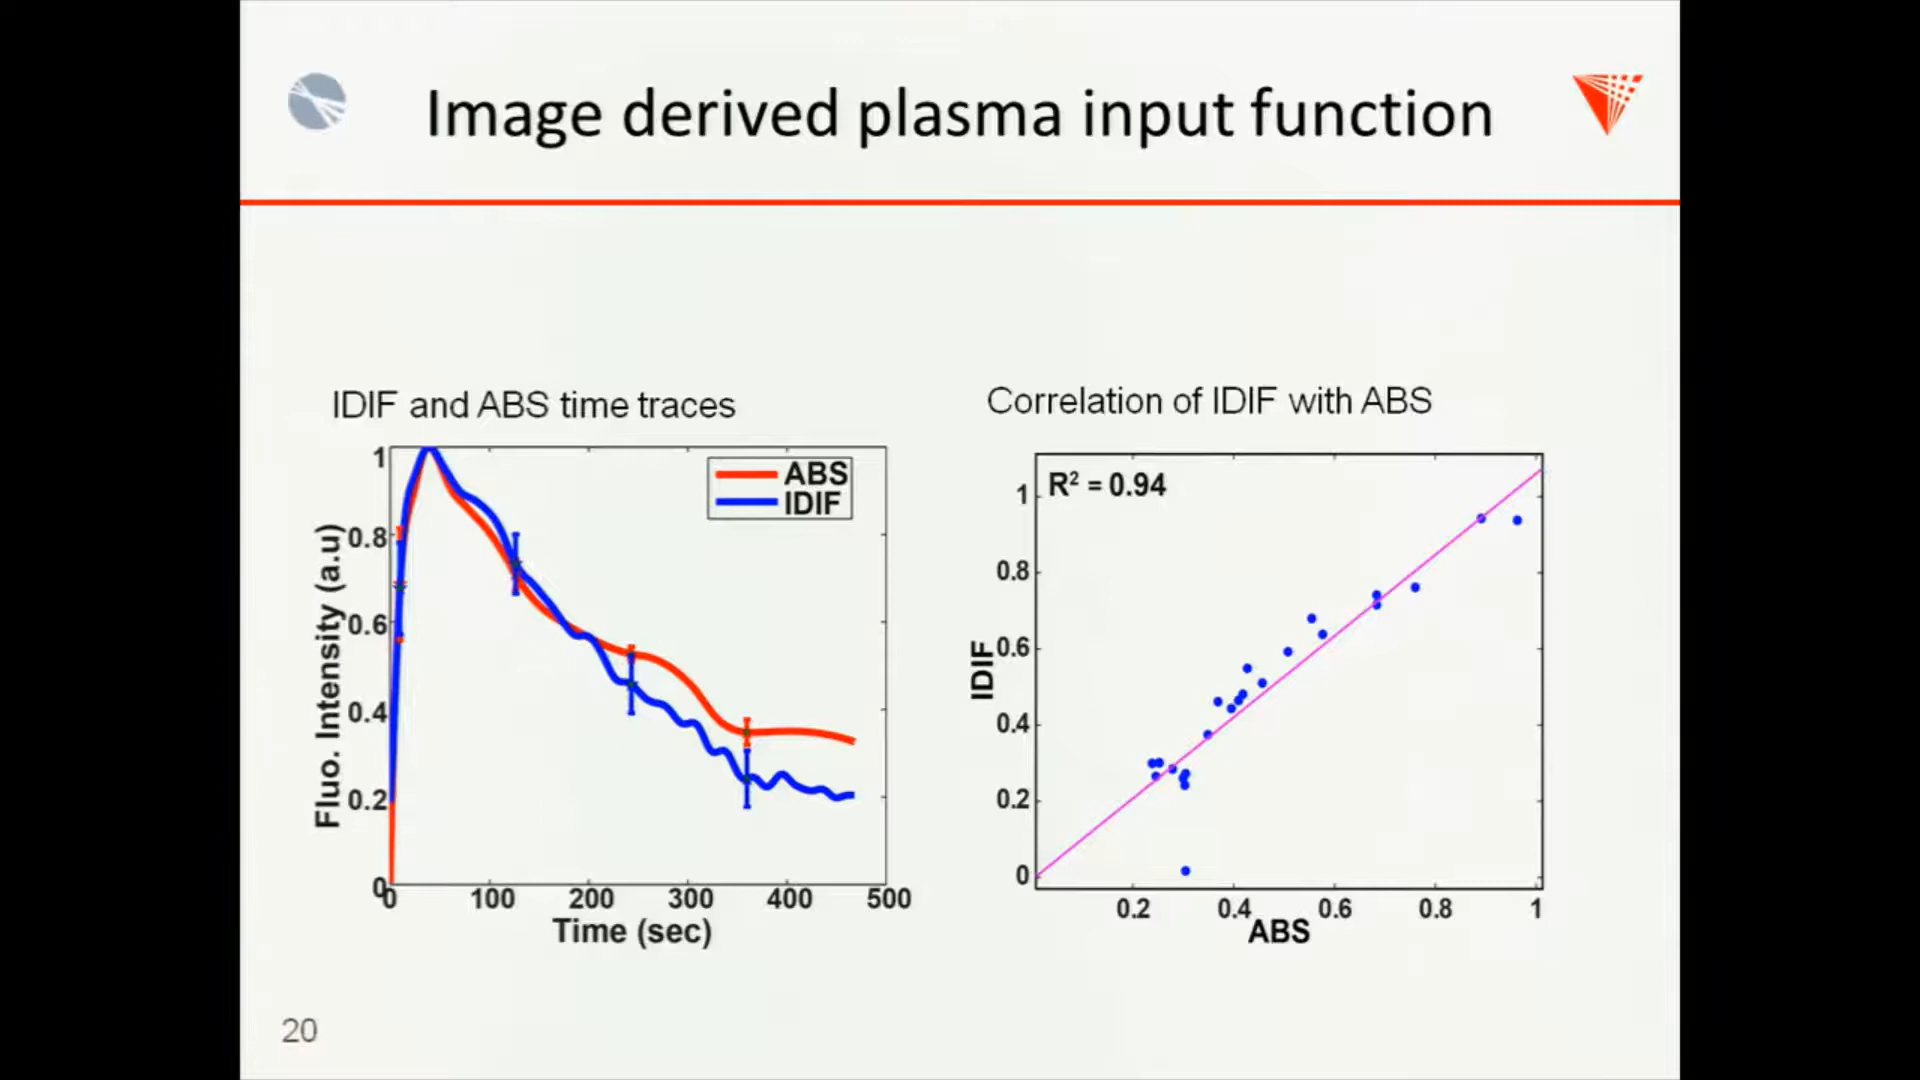 Image derived plasma input function
IDIF and ABS time traces
1
0.8
0.6
0.4
0.2
0
Fluo. Intensity (a.u)
ABS
IDIF
0 100 200 300 400 500
Time (sec)
Correlation of IDIF with ABS
R² = 0.94
1
0.8
0.6
0.4
0.2
0
IDIF
0.2 0.4 0.6 0.8 1
ABS
20